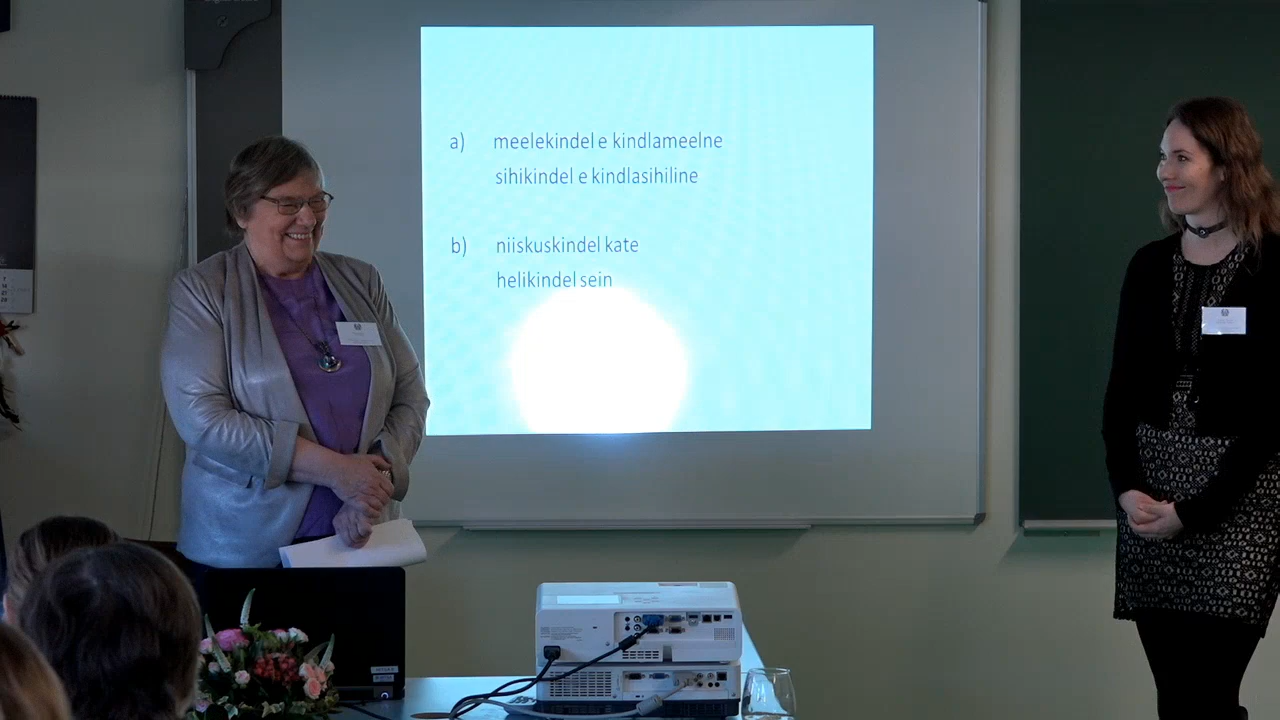 a) meelekindel e kindlameelne
sihikindel e kindlasihiline
b) niiskuskindel kate
helikindel sein